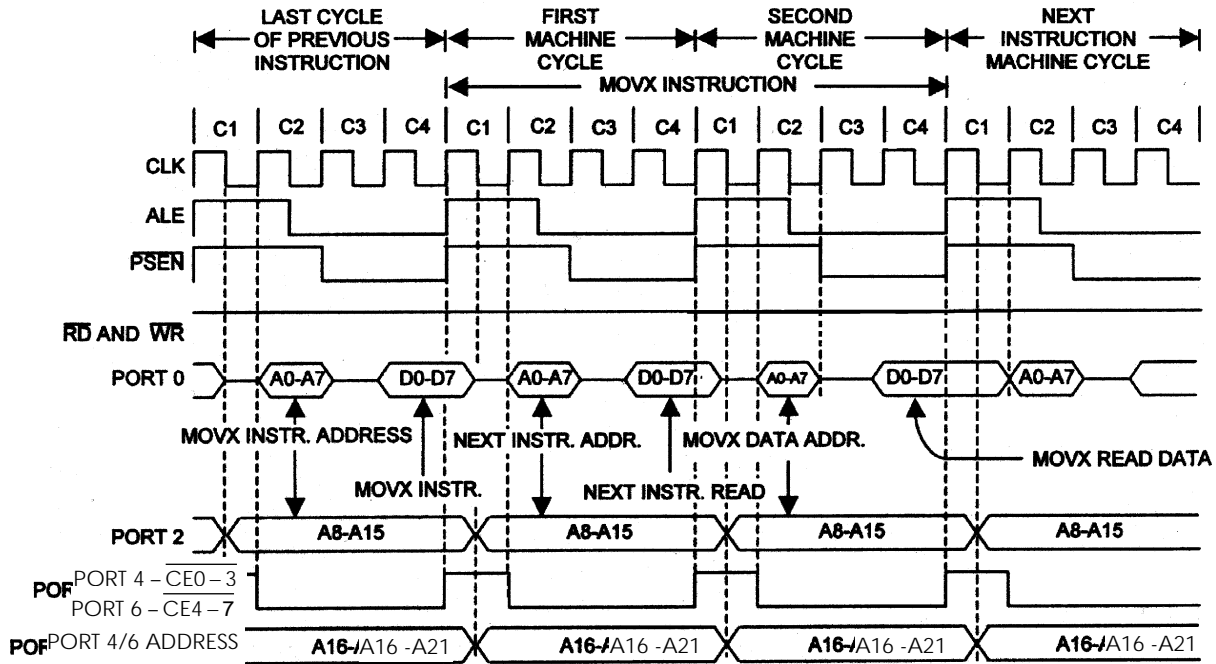 LAST CYCLE
OF PREVIOUS
INSTRUCTION
FIRST
MACHINE
CYCLE
SECOND
MACHINE
CYCLE
NEXT
INSTRUCTION
MACHINE CYCLE
MOVX INSTRUCTION
C1 C2 C3 C4 C1 C2 C3 C4 C1 C2 C3 C4 C1 C2 C3 C4
CLK
ALE
PSEN
RD AND WR
PORT 0 A0-A7 D0-D7 A0-A7 D0-D7 A0-A7 D0-D7 A0-A7
MOVX INSTR. ADDRESS NEXT INSTR. ADDR. MOVX DATA ADDR.
MOVX READ DATA
MOVX INSTR. NEXT INSTR. READ
PORT 2 A8-A15 A8-A15 A8-A15 A8-A15
PORT 4 – CE0 – 3
PORT 6 – CE4 – 7
PORT 4/6 ADDRESS A16 -A21 A16 -A21 A16 -A21 A16 -A21